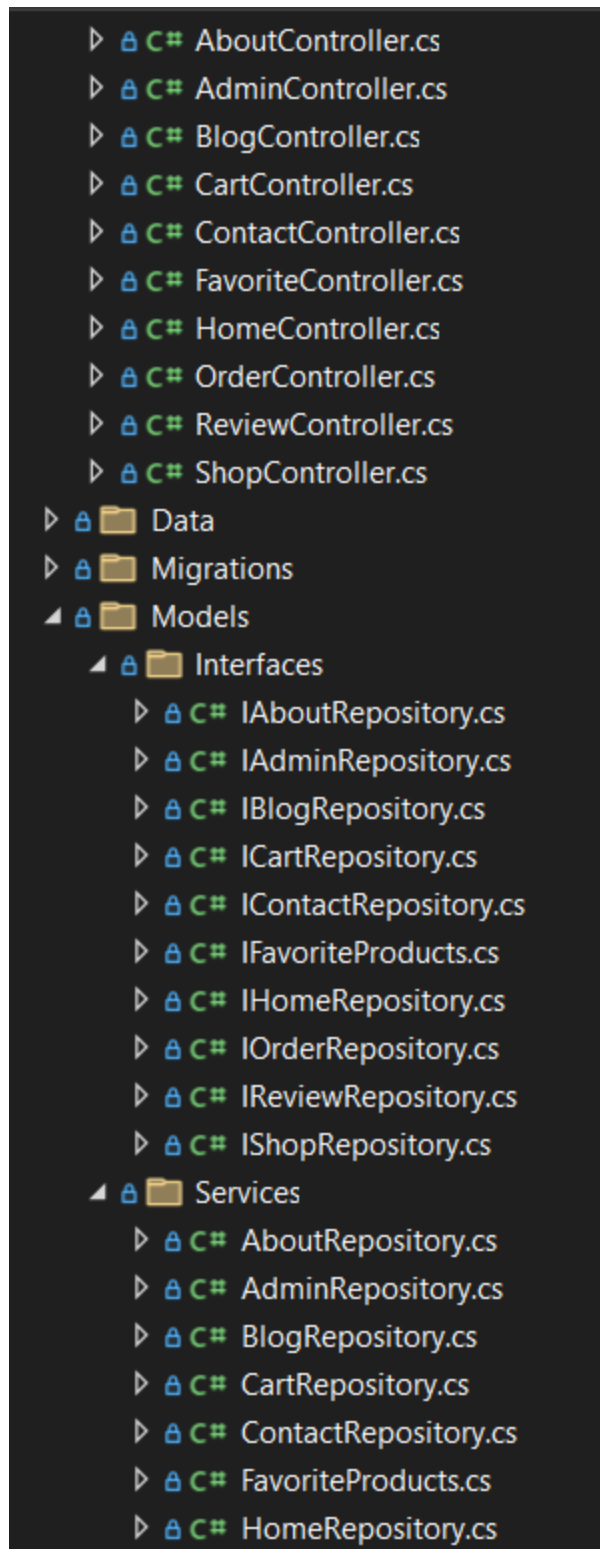 C# AboutController.cs
C# AdminController.cs
C# BlogController.cs
C# CartController.cs
C# ContactController.cs
C# FavoriteController.cs
C# HomeController.cs
C# OrderController.cs
C# ReviewController.cs
C# ShopController.cs
Data
Migrations
Models
Interfaces
C# IAboutRepository.cs
C# IAdminRepository.cs
C# IBlogRepository.cs
C# ICartRepository.cs
C# IContactRepository.cs
C# IFavoriteProducts.cs
C# IHomeRepository.cs
C# IOrderRepository.cs
C# IReviewRepository.cs
C# IShopRepository.cs
Services
C# AboutRepository.cs
C# AdminRepository.cs
C# BlogRepository.cs
C# CartRepository.cs
C# ContactRepository.cs
C# FavoriteProducts.cs
C# HomeRepository.cs